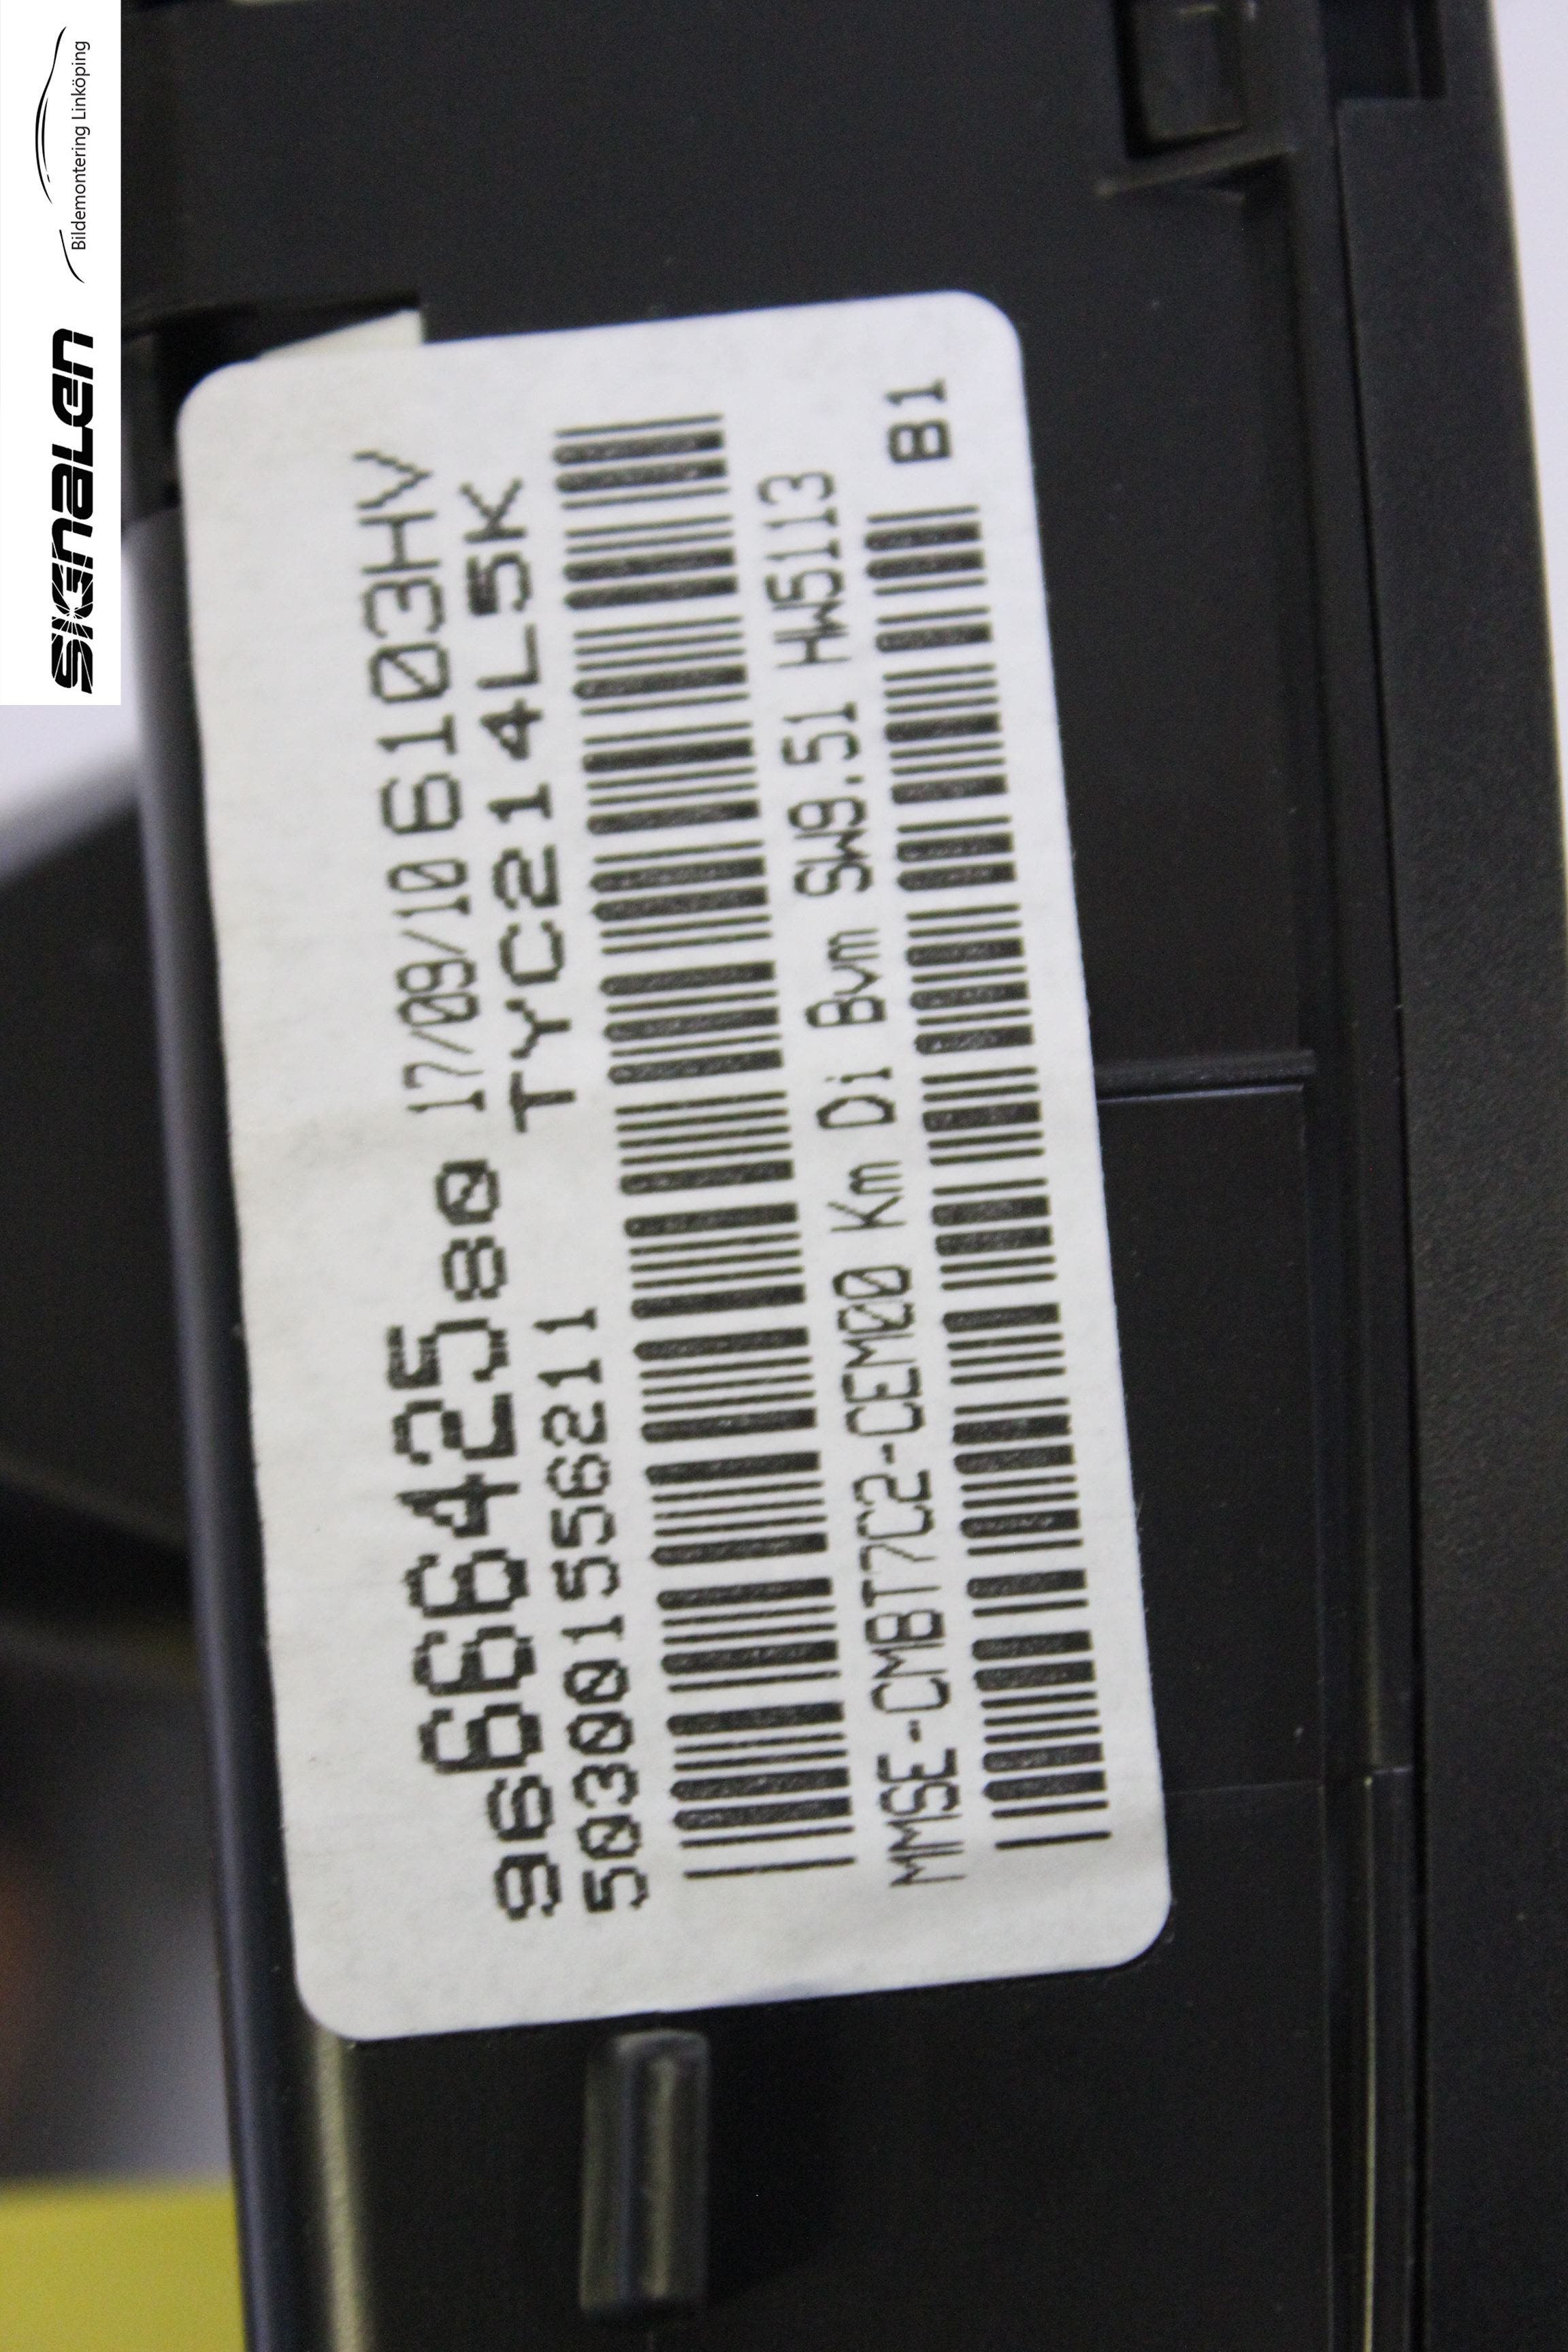 SIGNALEN
Bildemontering Linköping
9666642580 17/09/10 6103HV
503001556211 TYC214L5K
MMSE-CMBT7C2-CEM00 Km Di Bvm SW9.51 HW5113
B1